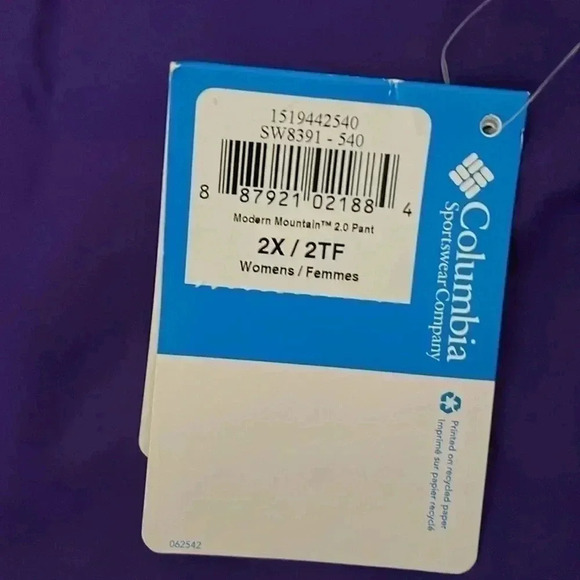 1519442540
SW8391 - 540
8 87921 02188 4
Modern Mountain™ 2.0 Pant
2X / 2TF
Womens / Femmes
Columbia
Sportswear Company
Printed on recycled paper
Imprimé sur papier recyclé
062542